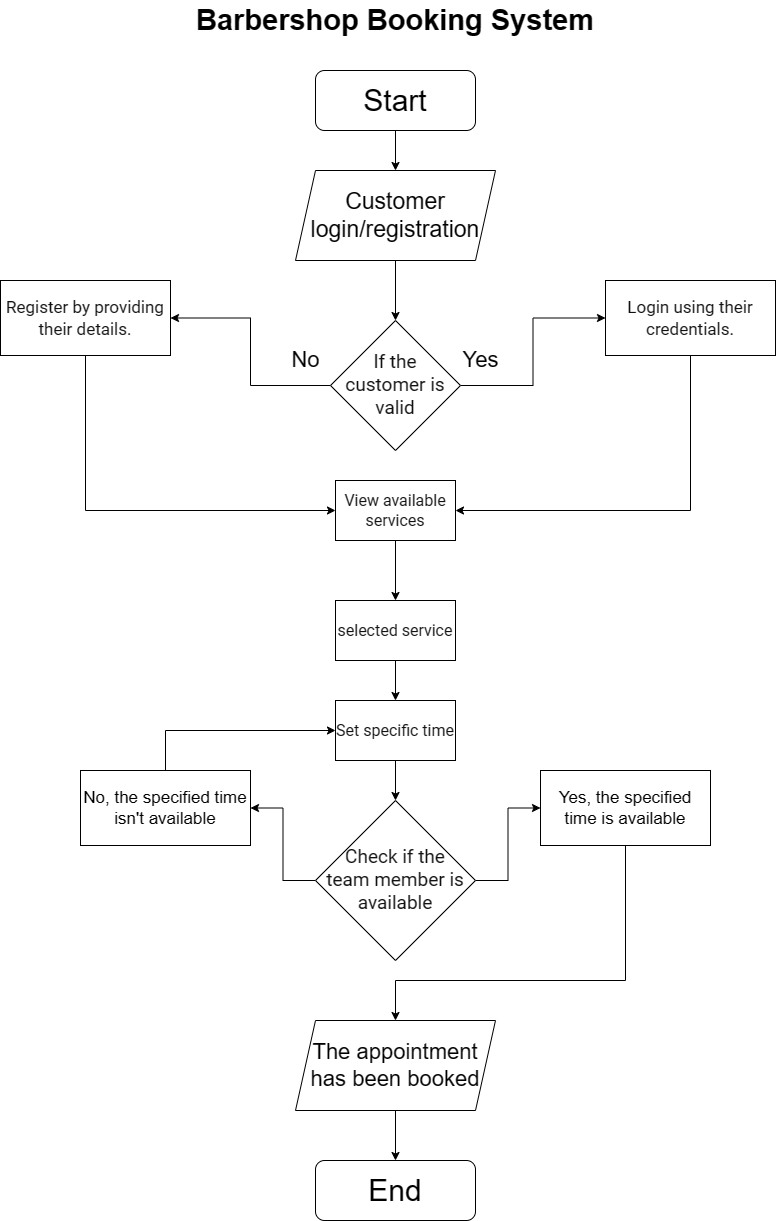 Barbershop Booking System
Start
Customer
login/registration
Register by providing
their details.
Login using their
credentials.
No
If the
customer is
valid
Yes
View available
services
selected service
Set specific time
No, the specified time
isn't available
Yes, the specified
time is available
Check if the
team member is
available
The appointment
has been booked
End